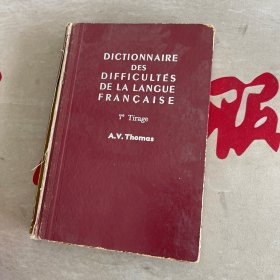 DICTIONNAIRE
DES
DIFFICULTÉS
DE LA LANGUE
FRANÇAISE
7e Tirage
A.V. Thomas